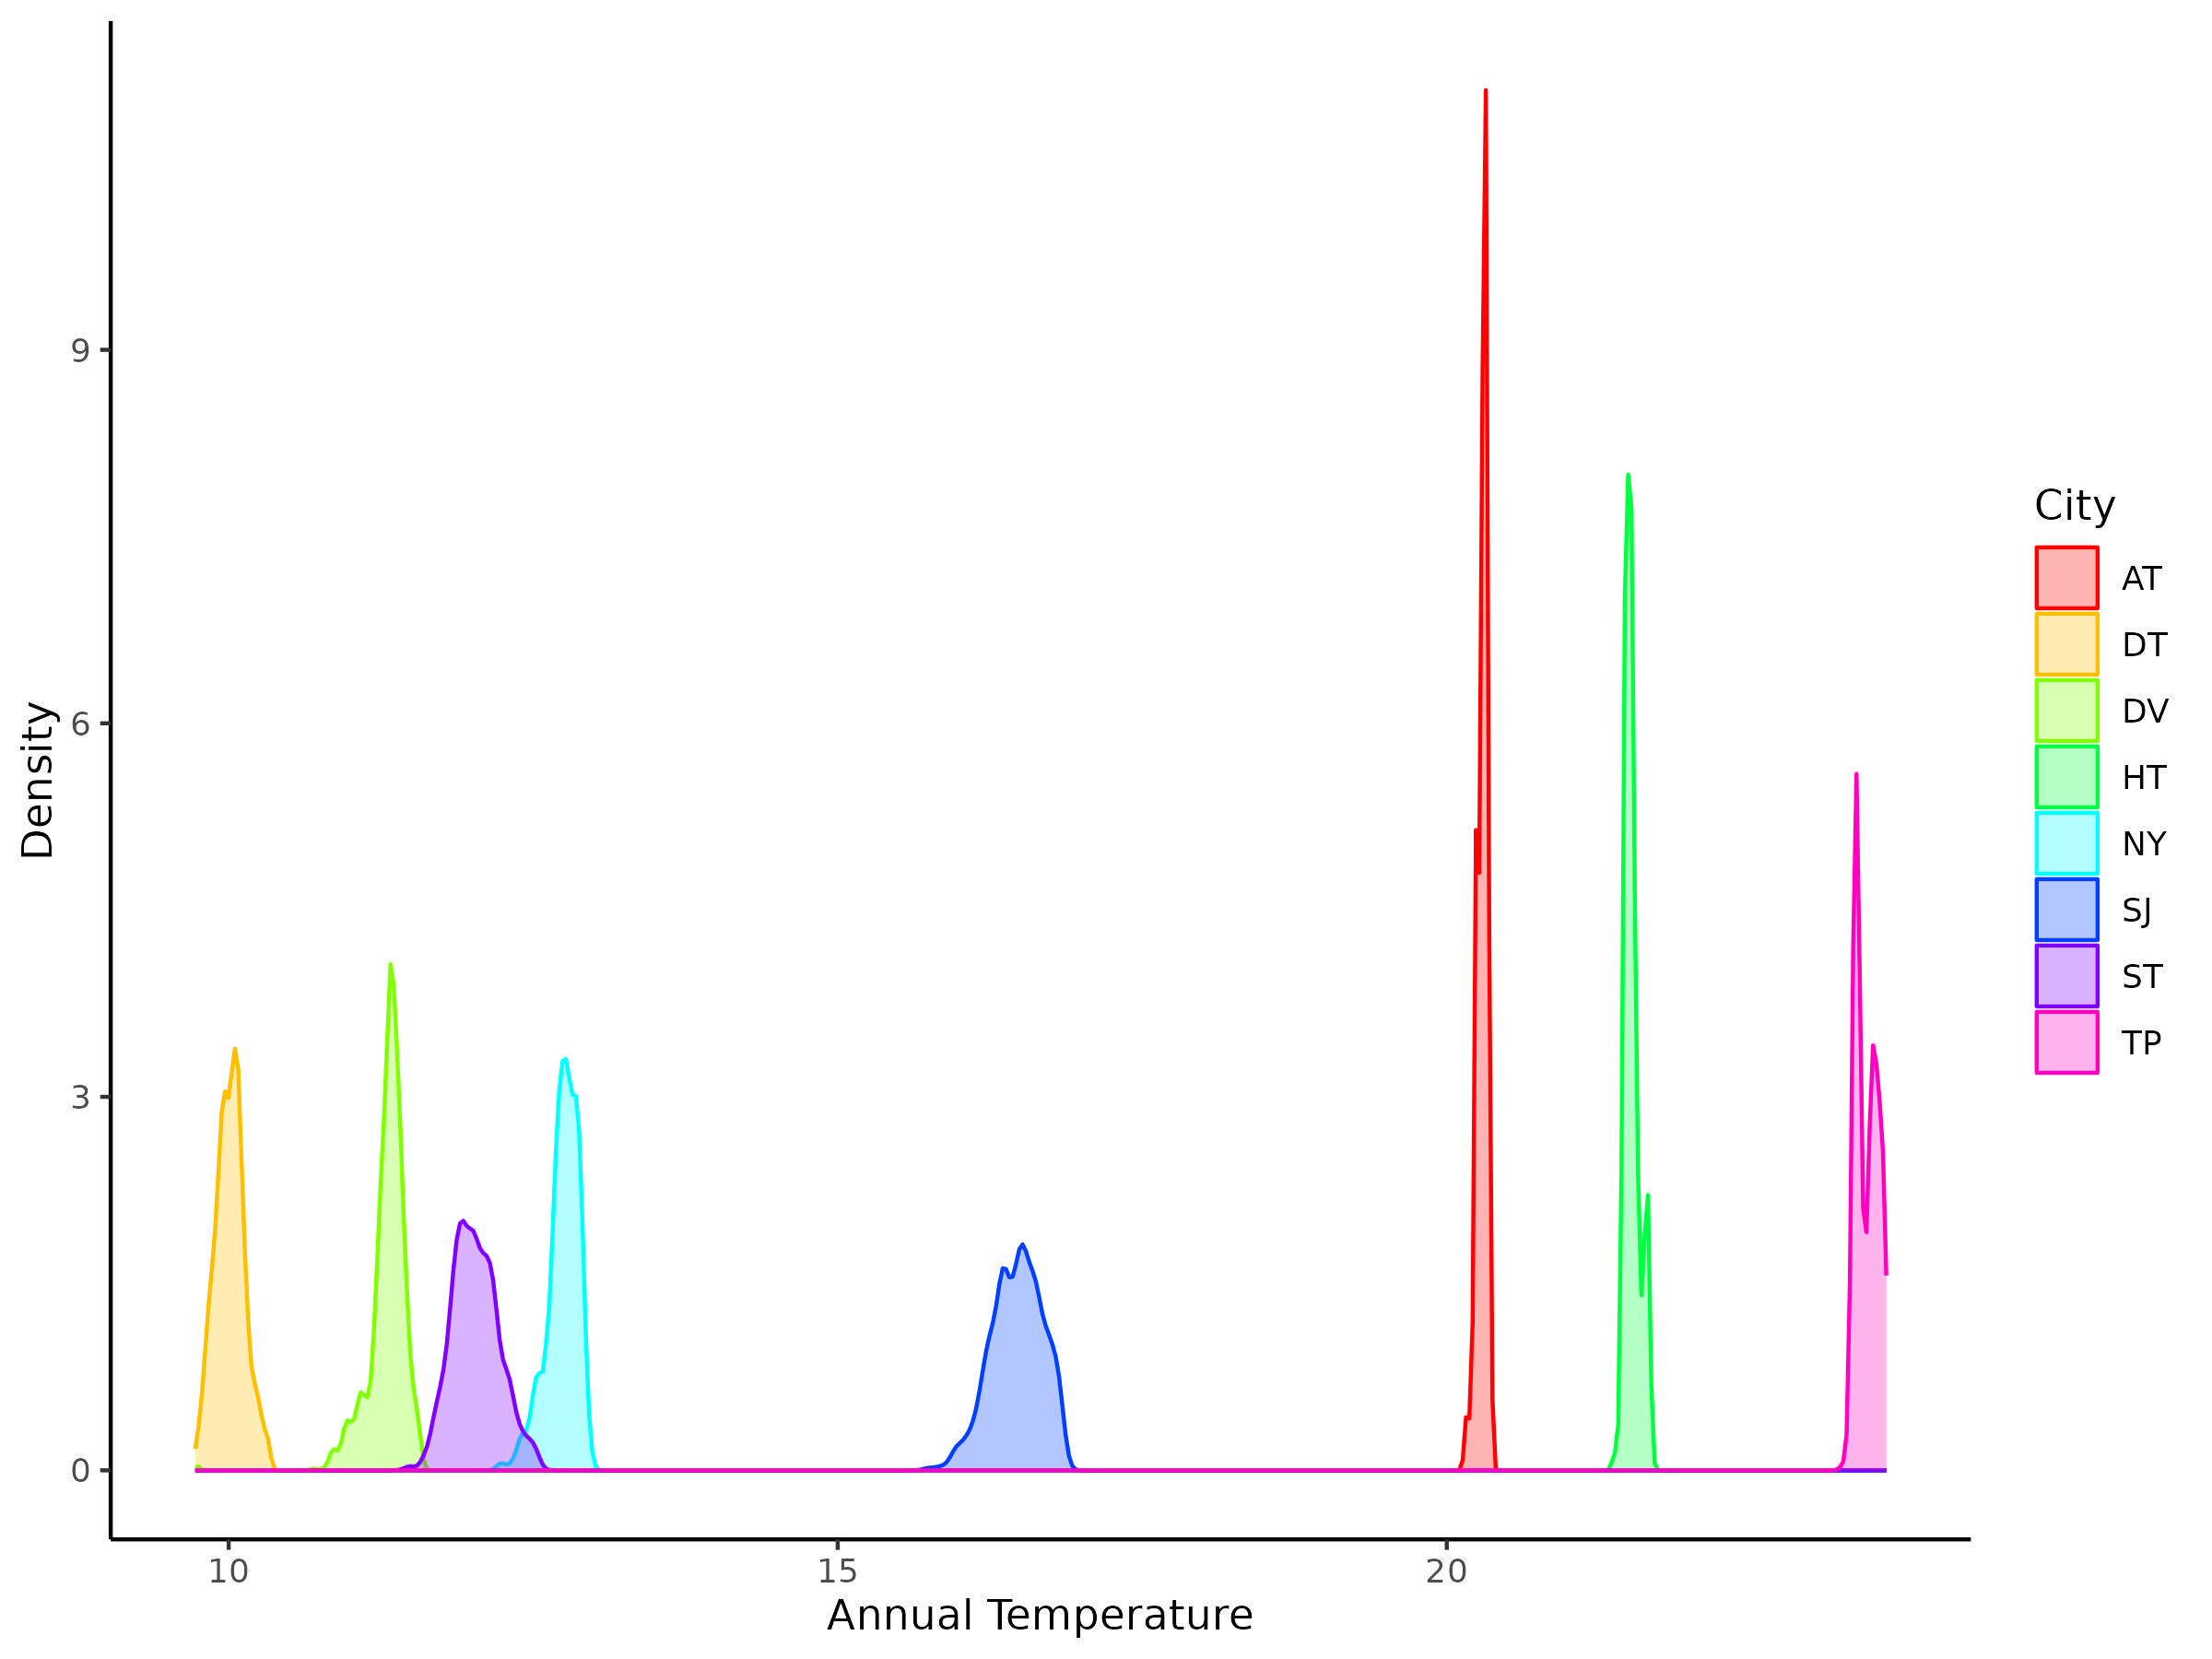 Density
9
6
3
0
10
15
20
Annual Temperature
City
AT
DT
DV
HT
NY
SJ
ST
TP